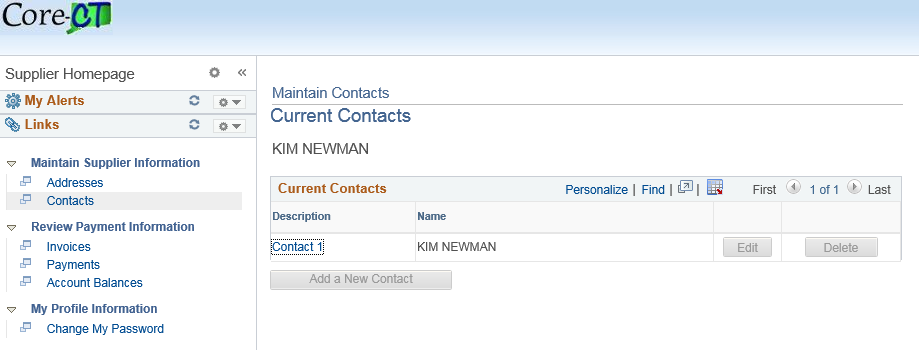 Core-CT
Supplier Homepage «
My Alerts
Links
Maintain Supplier Information
Addresses
Contacts
Review Payment Information
Invoices
Payments
Account Balances
My Profile Information
Change My Password
Maintain Contacts
Current Contacts
KIM NEWMAN
Current Contacts Personalize | Find | | First 1 of 1 Last
Description Name
Contact 1 KIM NEWMAN Edit Delete
Add a New Contact